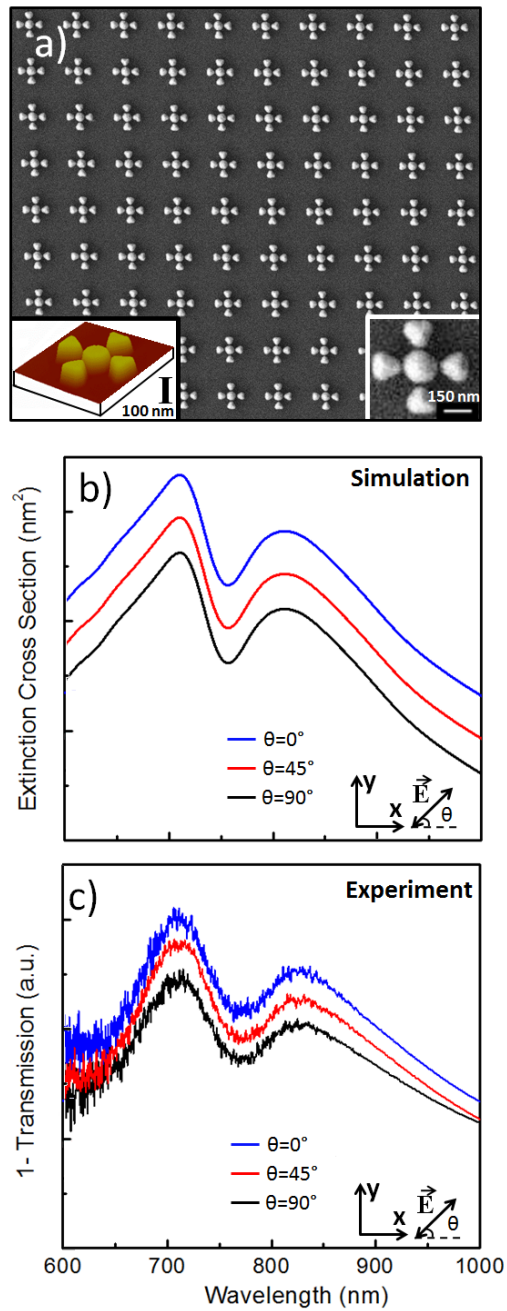 a)
I
100 nm
150 nm
b)
Simulation
Extinction Cross Section (nm²)
θ=0°
θ=45°
θ=90°
y
x
E
θ
c)
Experiment
1- Transmission (a.u.)
θ=0°
θ=45°
θ=90°
y
x
E
θ
600 700 800 900 1000
Wavelength (nm)